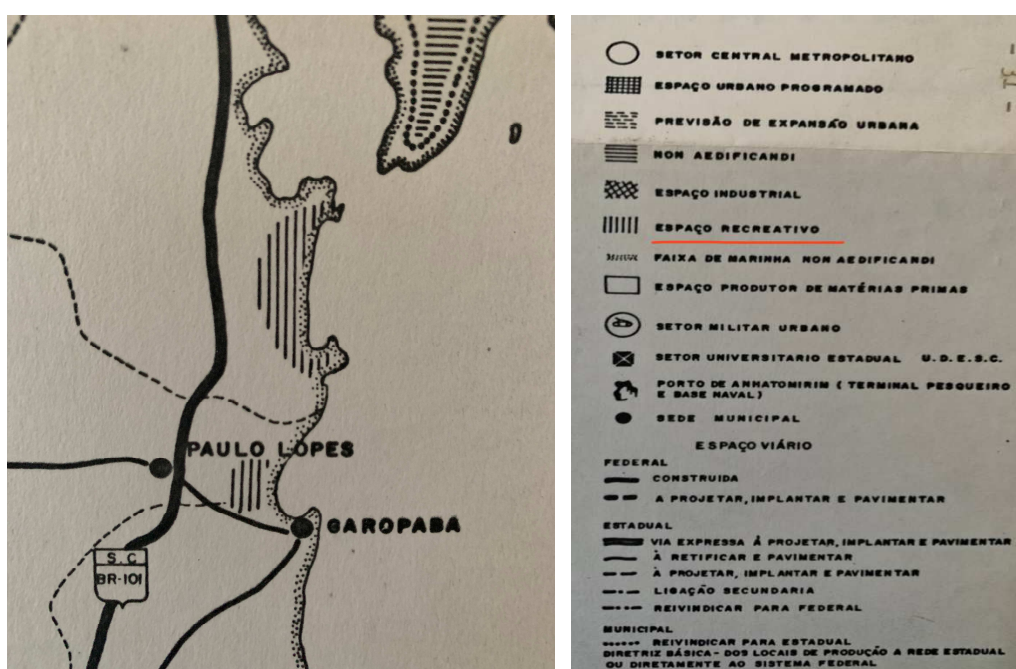 PAULO LOPES
GAROPABA
S.C
BR-101
SETOR CENTRAL METROPOLITANO
ESPAÇO URBANO PROGRAMADO
PREVISÃO DE EXPANSÃO URBANA
NON AEDIFICANDI
ESPAÇO INDUSTRIAL
ESPAÇO RECREATIVO
FAIXA DE MARINHA NON AEDIFICANDI
ESPAÇO PRODUTOR DE MATÉRIAS PRIMAS
SETOR MILITAR URBANO
SETOR UNIVERSITARIO ESTADUAL U.D.E.S.C.
PORTO DE ANHATOMIRIM ( TERMINAL PESQUEIRO
E BASE NAVAL )
SEDE MUNICIPAL
ESPAÇO VIÁRIO
FEDERAL
CONSTRUIDA
A PROJETAR, IMPLANTAR E PAVIMENTAR
ESTADUAL
VIA EXPRESSA À PROJETAR, IMPLANTAR E PAVIMENTAR
À RETIFICAR E PAVIMENTAR
À PROJETAR, IMPLANTAR E PAVIMENTAR
LIGAÇÃO SECUNDARIA
REIVINDICAR PARA FEDERAL
MUNICIPAL
REIVINDICAR PARA ESTADUAL
DIRETRIZ BÁSICA - DOS LOCAIS DE PRODUÇÃO A REDE ESTADUAL
OU DIRETAMENTE AO SISTEMA FEDERAL